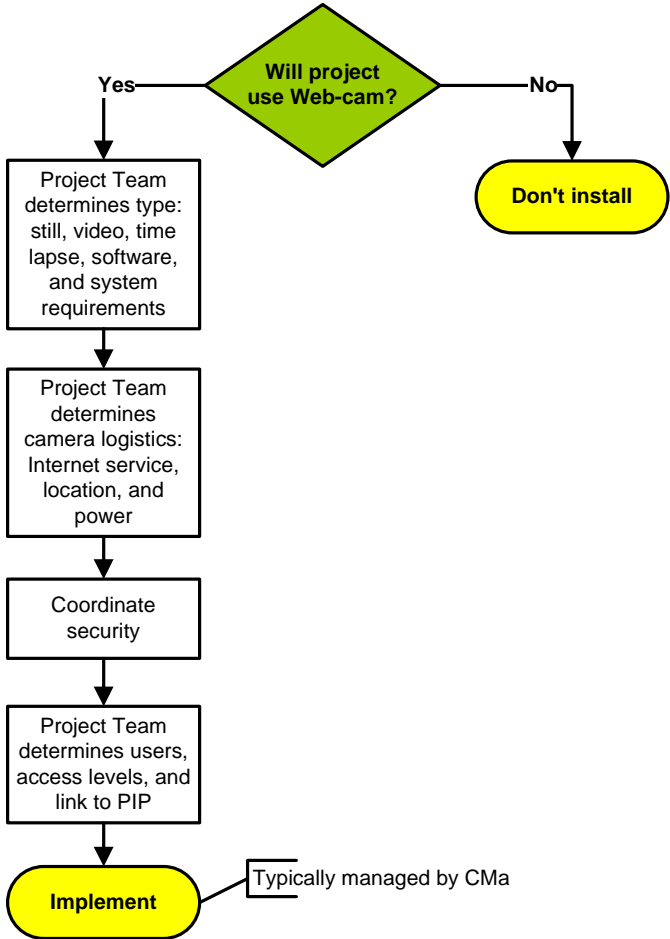 Will project
use Web-cam?
Yes
No
Project Team
determines type:
still, video, time
lapse, software,
and system
requirements
Don't install
Project Team
determines
camera logistics:
Internet service,
location, and
power
Coordinate
security
Project Team
determines users,
access levels, and
link to PIP
Implement
Typically managed by CMa